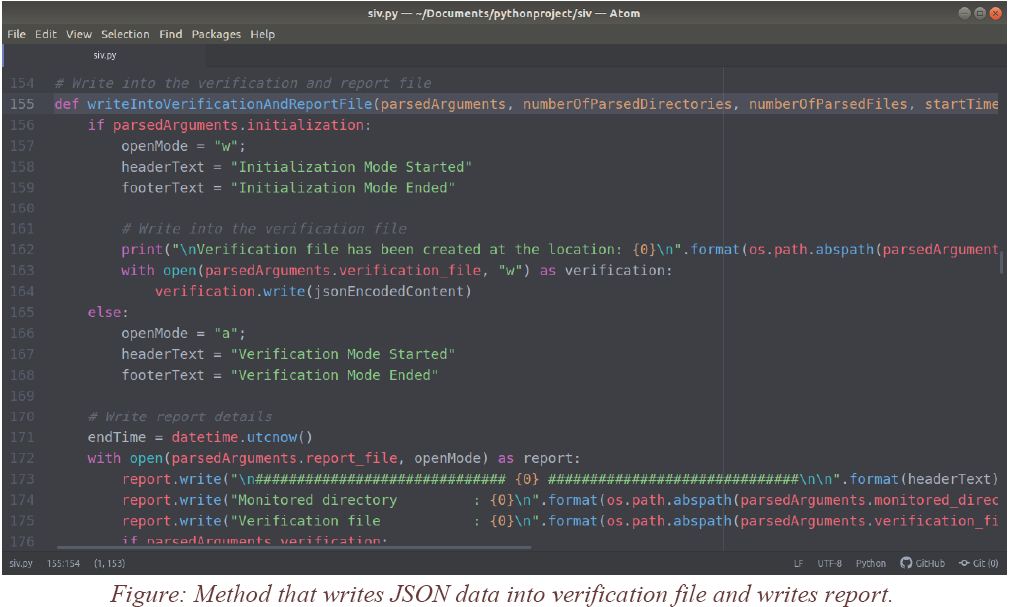 siv.py — ~/Documents/pythonproject/siv — Atom
File Edit View Selection Find Packages Help
siv.py
154 # Write into the verification and report file
155 def writeIntoVerificationAndReportFile(parsedArguments, numberOfParsedDirectories, numberOfParsedFiles, startTime
156 if parsedArguments.initialization:
157 openMode = "w";
158 headerText = "Initialization Mode Started"
159 footerText = "Initialization Mode Ended"
160
161 # Write into the verification file
162 print("\nVerification file has been created at the location: {0}\n".format(os.path.abspath(parsedArgument
163 with open(parsedArguments.verification_file, "w") as verification:
164 verification.write(jsonEncodedContent)
165 else:
166 openMode = "a";
167 headerText = "Verification Mode Started"
168 footerText = "Verification Mode Ended"
169
170 # Write report details
171 endTime = datetime.utcnow()
172 with open(parsedArguments.report_file, openMode) as report:
173 report.write("\n############################## {0} ##############################\n\n".format(headerText)
174 report.write("Monitored directory : {0}\n".format(os.path.abspath(parsedArguments.monitored_direc
175 report.write("Verification file : {0}\n".format(os.path.abspath(parsedArguments.verification_fi
176 if parsedArguments.verification:
siv.py 155:154 (1, 153) LF UTF-8 Python GitHub Git (0)
Figure: Method that writes JSON data into verification file and writes report.